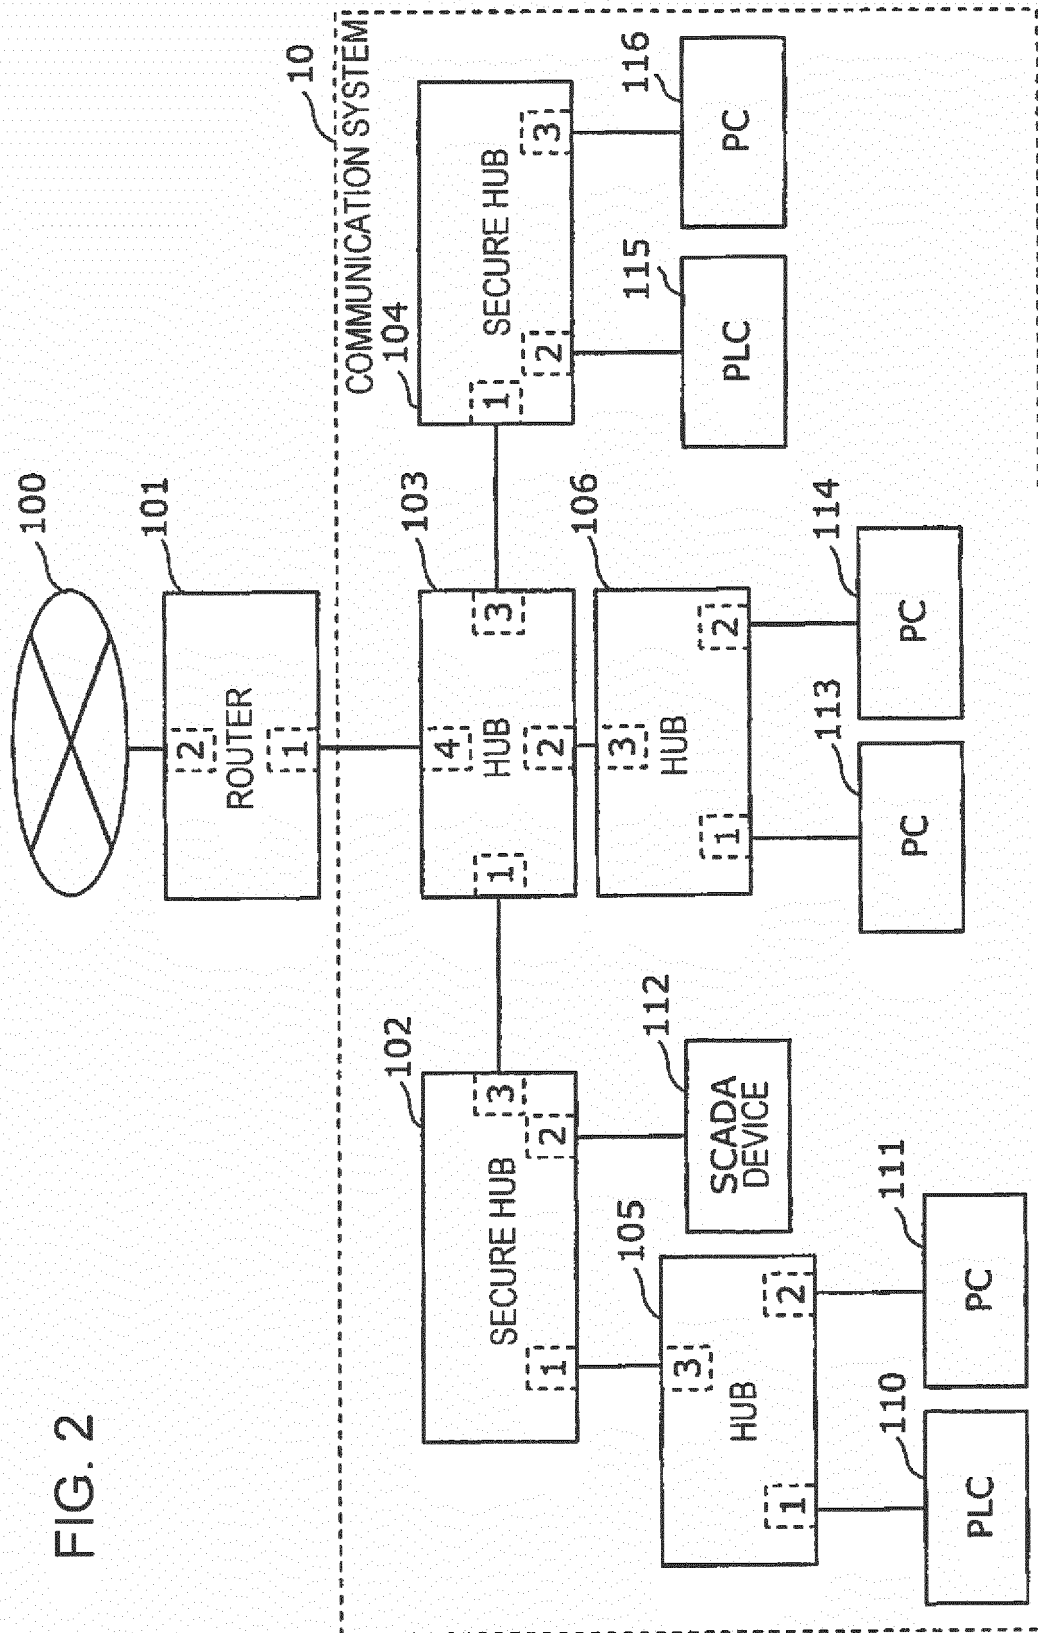 FIG. 2
100
101
2
ROUTER
1
10
COMMUNICATION SYSTEM
102
SECURE HUB
3
2
1
103
4
HUB
1
2
3
104
SECURE HUB
1
2
3
105
3
HUB
1
2
112
SCADA
DEVICE
106
3
HUB
1
2
115
PLC
116
PC
110
PLC
111
PC
113
PC
114
PC